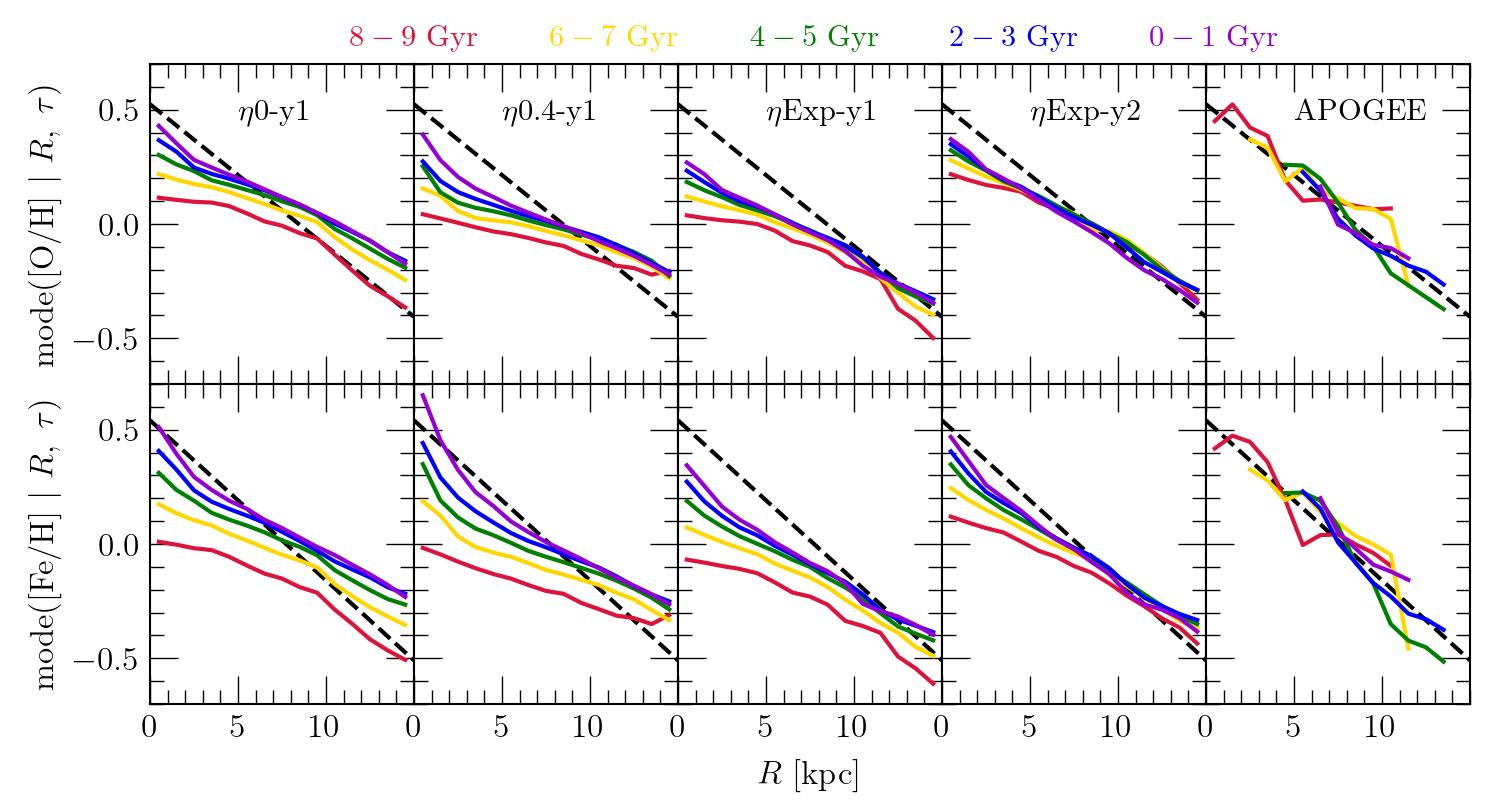 8 − 9 Gyr 6 − 7 Gyr 4 − 5 Gyr 2 − 3 Gyr 0 − 1 Gyr
η0-y1 η0.4-y1 ηExp-y1 ηExp-y2 APOGEE
mode([O/H] | R, τ)
0.5
0.0
−0.5
mode([Fe/H] | R, τ)
0.5
0.0
−0.5
0 5 10 0 5 10 0 5 10 0 5 10 0 5 10
R [kpc]